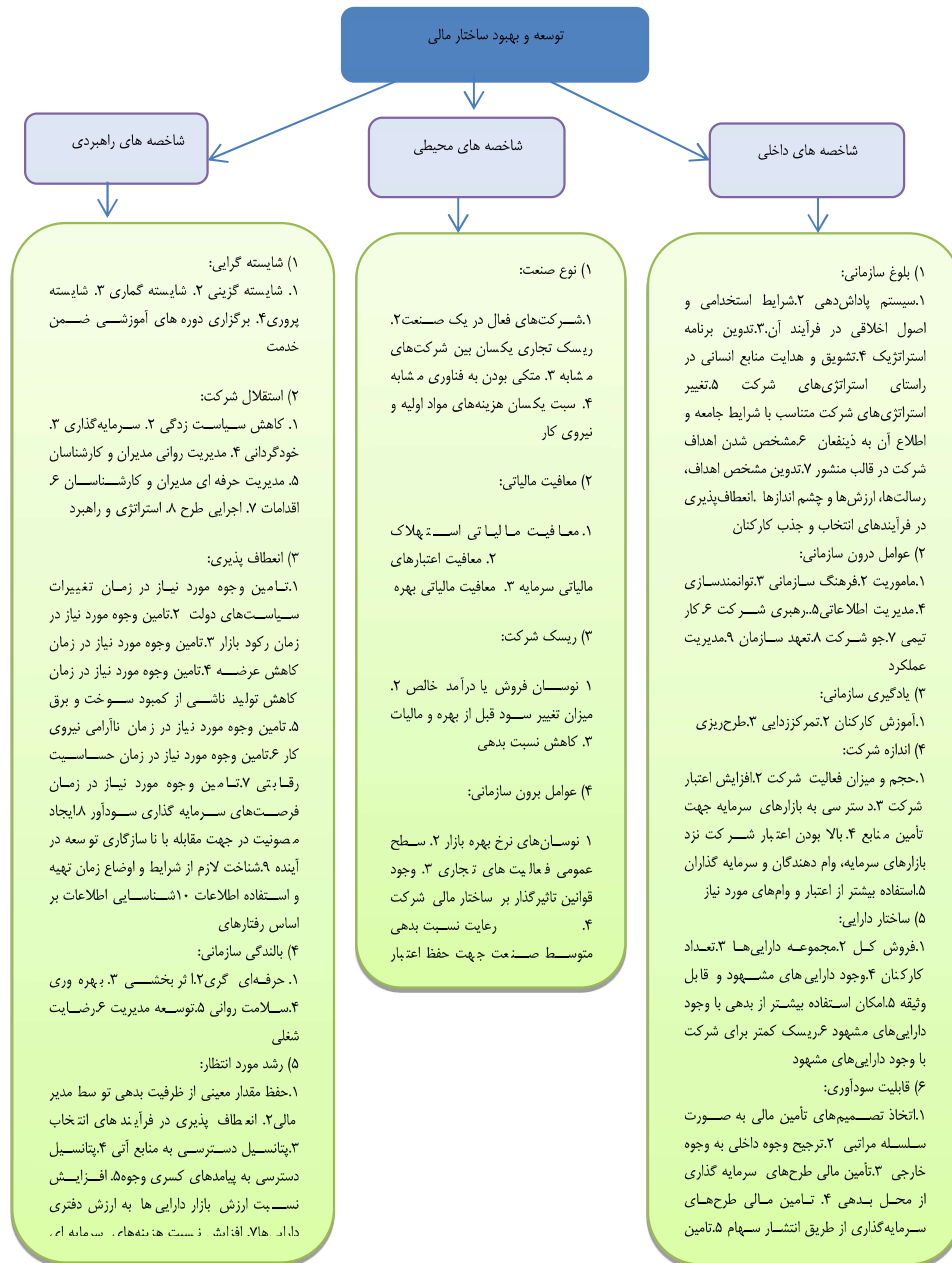 توسعه و بهبود ساختار مالی
شاخصه های داخلی
شاخصه های محیطی
شاخصه های راهبردی
۱) بلوغ سازمانی:
۱.سیستم پاداش‌دهی ۲.شرایط استخدامی و
اصول اخلاقی در فرآیند آن.۳.تدوین برنامه
استراتژیک ۴.تشویق و هدایت منابع انسانی در
راستای استراتژی‌های شرکت ۵.تغییر
استراتژی‌های شرکت متناسب با شرایط جامعه و
اطلاع آن به ذینفعان ۶.مشخص شدن اهداف
شرکت در قالب منشور ۷.تدوین مشخص اهداف،
رسالت‌ها، ارزش‌ها و چشم اندازها .انعطاف‌پذیری
در فرآیندهای انتخاب و جذب کارکنان
۲) عوامل درون سازمانی:
۱.ماموریت ۲.فرهنگ سازمانی ۳.توانمندسازی
۴.مدیریت اطلاعاتی۵..رهبری شرکت ۶.کار
تیمی ۷.جو شرکت ۸.تعهد سازمان ۹.مدیریت
عملکرد
۳) یادگیری سازمانی:
۱.آموزش کارکنان ۲.تمرکززدایی ۳.طرح‌ریزی
۴) اندازه شرکت:
۱.حجم و میزان فعالیت شرکت ۲.افزایش اعتبار
شرکت ۳.دسترسی به بازارهای سرمایه جهت
تأمین منابع ۴.بالا بودن اعتبار شرکت نزد
بازارهای سرمایه، وام دهندگان و سرمایه گذاران
۵.استفاده بیشتر از اعتبار و وام‌های مورد نیاز
۵) ساختار دارایی:
۱.فروش کل ۲.مجموعه دارایی‌ها ۳.تعداد
کارکنان ۴.وجود دارایی های مشهود و قابل
وثیقه ۵.امکان استفاده بیشتر از بدهی با وجود
دارایی‌های مشهود ۶.ریسک کمتر برای شرکت
با وجود دارایی‌های مشهود
۶) قابلیت سودآوری:
۱.اتخاذ تصمیم‌های تأمین مالی به صورت
سلسله مراتبی ۲.ترجیح وجوه داخلی به وجوه
خارجی ۳.تأمین مالی طرح‌های سرمایه گذاری
از محل بدهی ۴. تامین مالی طرح‌های
سرمایه‌گذاری از طریق انتشار سهام ۵.تامین
۱) نوع صنعت:
۱.شرکت‌های فعال در یک صنعت۲.
ریسک تجاری یکسان بین شرکت‌های
مشابه ۳. متکی بودن به فناوری مشابه
۴. سبت یکسان هزینه‌های مواد اولیه و
نیروی کار
۲) معافیت مالیاتی:
۱. معافیت مالیاتی استهلاک
۲. معافیت اعتبارهای
مالیاتی سرمایه ۳. معافیت مالیاتی بهره
۳) ریسک شرکت:
۱ نوسان فروش یا درآمد خالص ۲.
میزان تغییر سود قبل از بهره و مالیات
۳. کاهش نسبت بدهی
۴) عوامل برون سازمانی:
۱ نوسان‌های نرخ بهره بازار ۲. سطح
عمومی فعالیت های تجاری ۳. وجود
قوانین تاثیرگذار بر ساختار مالی شرکت
۴. رعایت نسبت بدهی
متوسط صنعت جهت حفظ اعتبار
۱) شایسته گرایی:
۱. شایسته گزینی ۲. شایسته گماری ۳. شایسته
پروری۴. برگزاری دوره های آموزشی ضمن
خدمت
۲) استقلال شرکت:
۱. کاهش سیاست زدگی ۲. سرمایه‌گذاری ۳.
خودگردانی ۴. مدیریت روانی مدیران و کارشناسان
۵. مدیریت حرفه ای مدیران و کارشناسان ۶.
اقدامات ۷. اجرایی طرح ۸. استراتژی و راهبرد
۳) انعطاف پذیری:
۱.تامین وجوه مورد نیاز در زمان تغییرات
سیاست‌های دولت ۲.تامین وجوه مورد نیاز در
زمان رکود بازار ۳.تامین وجوه مورد نیاز در زمان
کاهش عرضه ۴.تامین وجوه مورد نیاز در زمان
کاهش تولید ناشی از کمبود سوخت و برق
۵.تامین وجوه مورد نیاز در زمان ناآرامی نیروی
کار ۶.تامین وجوه مورد نیاز در زمان حساسیت
رقابتی ۷.تامین وجوه مورد نیاز در زمان
فرصت‌های سرمایه گذاری سودآور ۸.ایجاد
مصونیت در جهت مقابله با ناسازگاری توسعه در
آینده ۹.شناخت لازم از شرایط و اوضاع زمان تهیه
و استفاده اطلاعات ۱۰.شناسایی اطلاعات بر
اساس رفتارهای
۴) بالندگی سازمانی:
۱. حرفه‌ای گری۲.اثر بخشی ۳. بهره وری
۴.سلامت روانی ۵.توسعه مدیریت ۶.رضایت
شغلی
۵) رشد مورد انتظار:
۱.حفظ مقدار معینی از ظرفیت بدهی توسط مدیر
مالی۲. انعطاف پذیری در فرآیندهای انتخاب
۳.پتانسیل دسترسی به منابع آتی ۴.پتانسیل
دسترسی به پیامدهای کسری وجوه۵. افزایش
نسبت ارزش بازار دارایی ها به ارزش دفتری
دارایی‌ها۷. افزایش نسبت هزینه‌های سرمایه ای